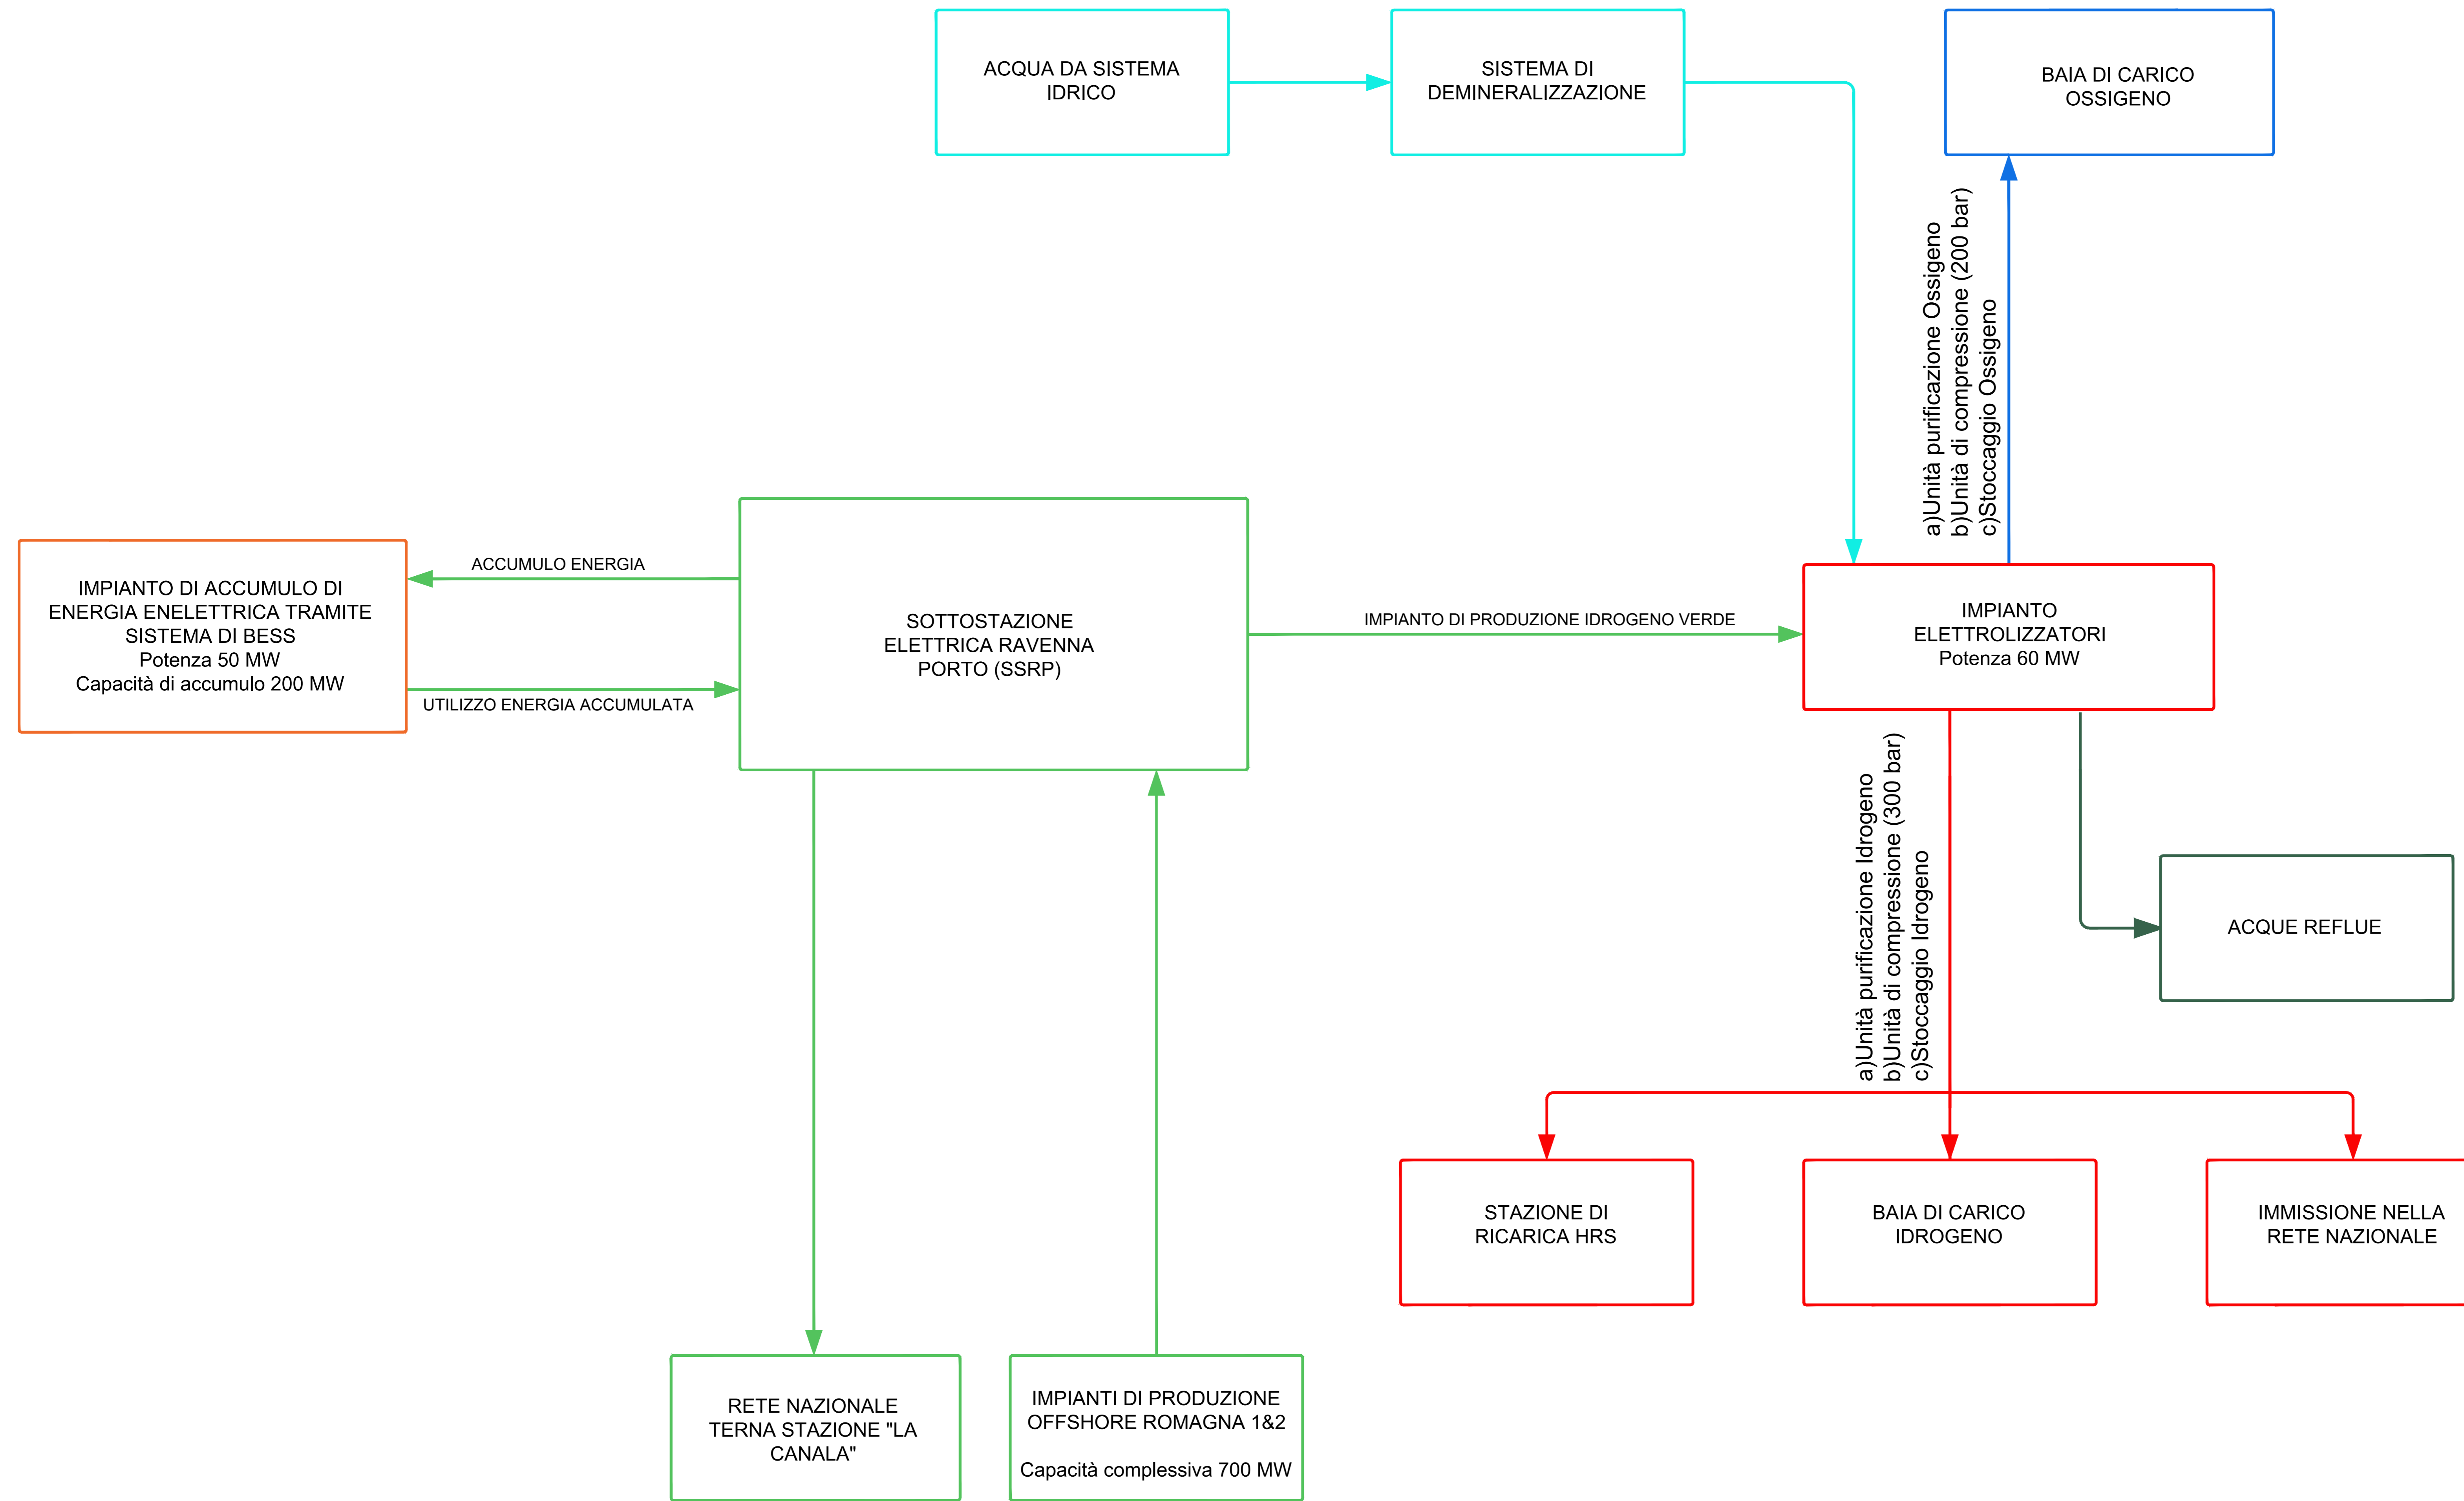 ACQUA DA SISTEMA
IDRICO
SISTEMA DI
DEMINERALIZZAZIONE
BAIA DI CARICO
OSSIGENO
a)Unità purificazione Ossigeno
b)Unità di compressione (200 bar)
c)Stoccaggio Ossigeno
IMPIANTO DI ACCUMULO DI
ENERGIA ENELETTRICA TRAMITE
SISTEMA DI BESS
Potenza 50 MW
Capacità di accumulo 200 MW
ACCUMULO ENERGIA
UTILIZZO ENERGIA ACCUMULATA
SOTTOSTAZIONE
ELETTRICA RAVENNA
PORTO (SSRP)
IMPIANTO DI PRODUZIONE IDROGENO VERDE
IMPIANTO
ELETTROLIZZATORI
Potenza 60 MW
a)Unità purificazione Idrogeno
b)Unità di compressione (300 bar)
c)Stoccaggio Idrogeno
ACQUE REFLUE
STAZIONE DI
RICARICA HRS
BAIA DI CARICO
IDROGENO
IMMISSIONE NELLA
RETE NAZIONALE
RETE NAZIONALE
TERNA STAZIONE "LA
CANALA"
IMPIANTI DI PRODUZIONE
OFFSHORE ROMAGNA 1&2
Capacità complessiva 700 MW